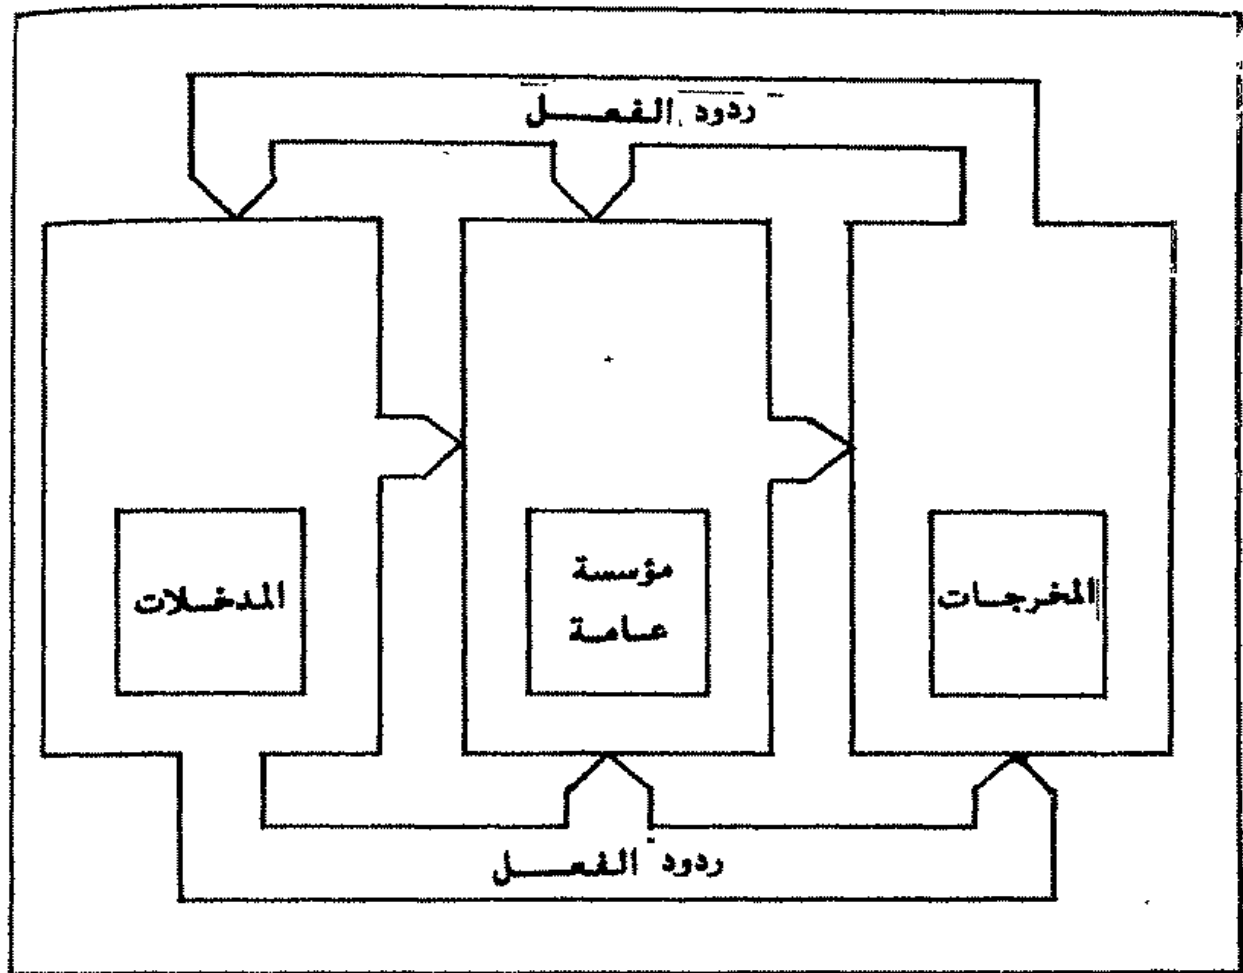 ردود الفعل
المخرجات
مؤسسة
عامة
المدخلات
ردود الفعل